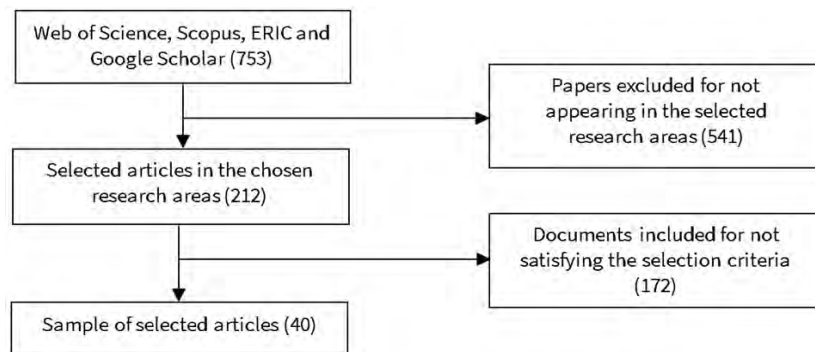 Web of Science, Scopus, ERIC and
Google Scholar (753)
Papers excluded for not
appearing in the selected
research areas (541)
Selected articles in the chosen
research areas (212)
Documents included for not
satisfying the selection criteria
(172)
Sample of selected articles (40)